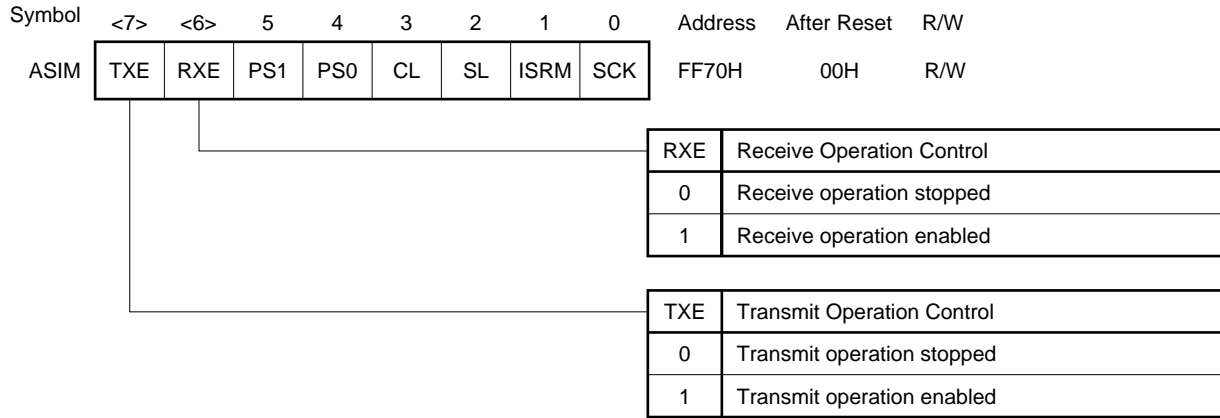 Symbol <7> <6> 5 4 3 2 1 0 Address After Reset R/W
ASIM TXE RXE PS1 PS0 CL SL ISRM SCK FF70H 00H R/W
RXE Receive Operation Control
0 Receive operation stopped
1 Receive operation enabled
TXE Transmit Operation Control
0 Transmit operation stopped
1 Transmit operation enabled